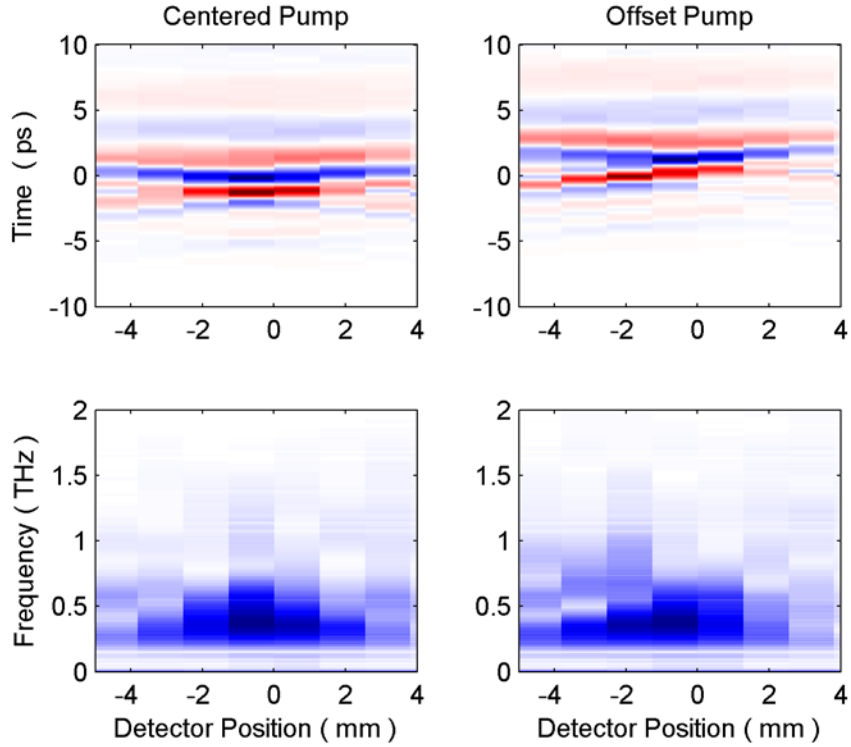 Centered Pump
Offset Pump
Time ( ps )
10
5
0
-5
-10
-4 -2 0 2 4
10
5
0
-5
-10
-4 -2 0 2 4
Frequency ( THz )
2
1.5
1
0.5
0
-4 -2 0 2 4
Detector Position ( mm )
2
1.5
1
0.5
0
-4 -2 0 2 4
Detector Position ( mm )